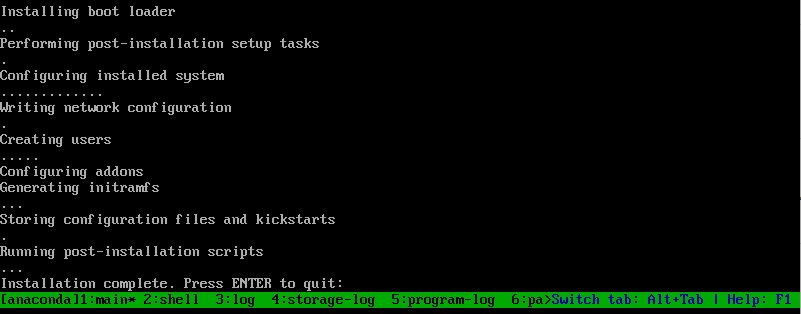 Installing boot loader
..
Performing post-installation setup tasks
.
Configuring installed system
.............
Writing network configuration
.
Creating users
.....
Configuring addons
Generating initramfs
...
Storing configuration files and kickstarts
.
Running post-installation scripts
...
Installation complete. Press ENTER to quit:
[anaconda]1:main* 2:shell  3:log  4:storage-log  5:program-log  6:pa>Switch tab: Alt+Tab | Help: F1